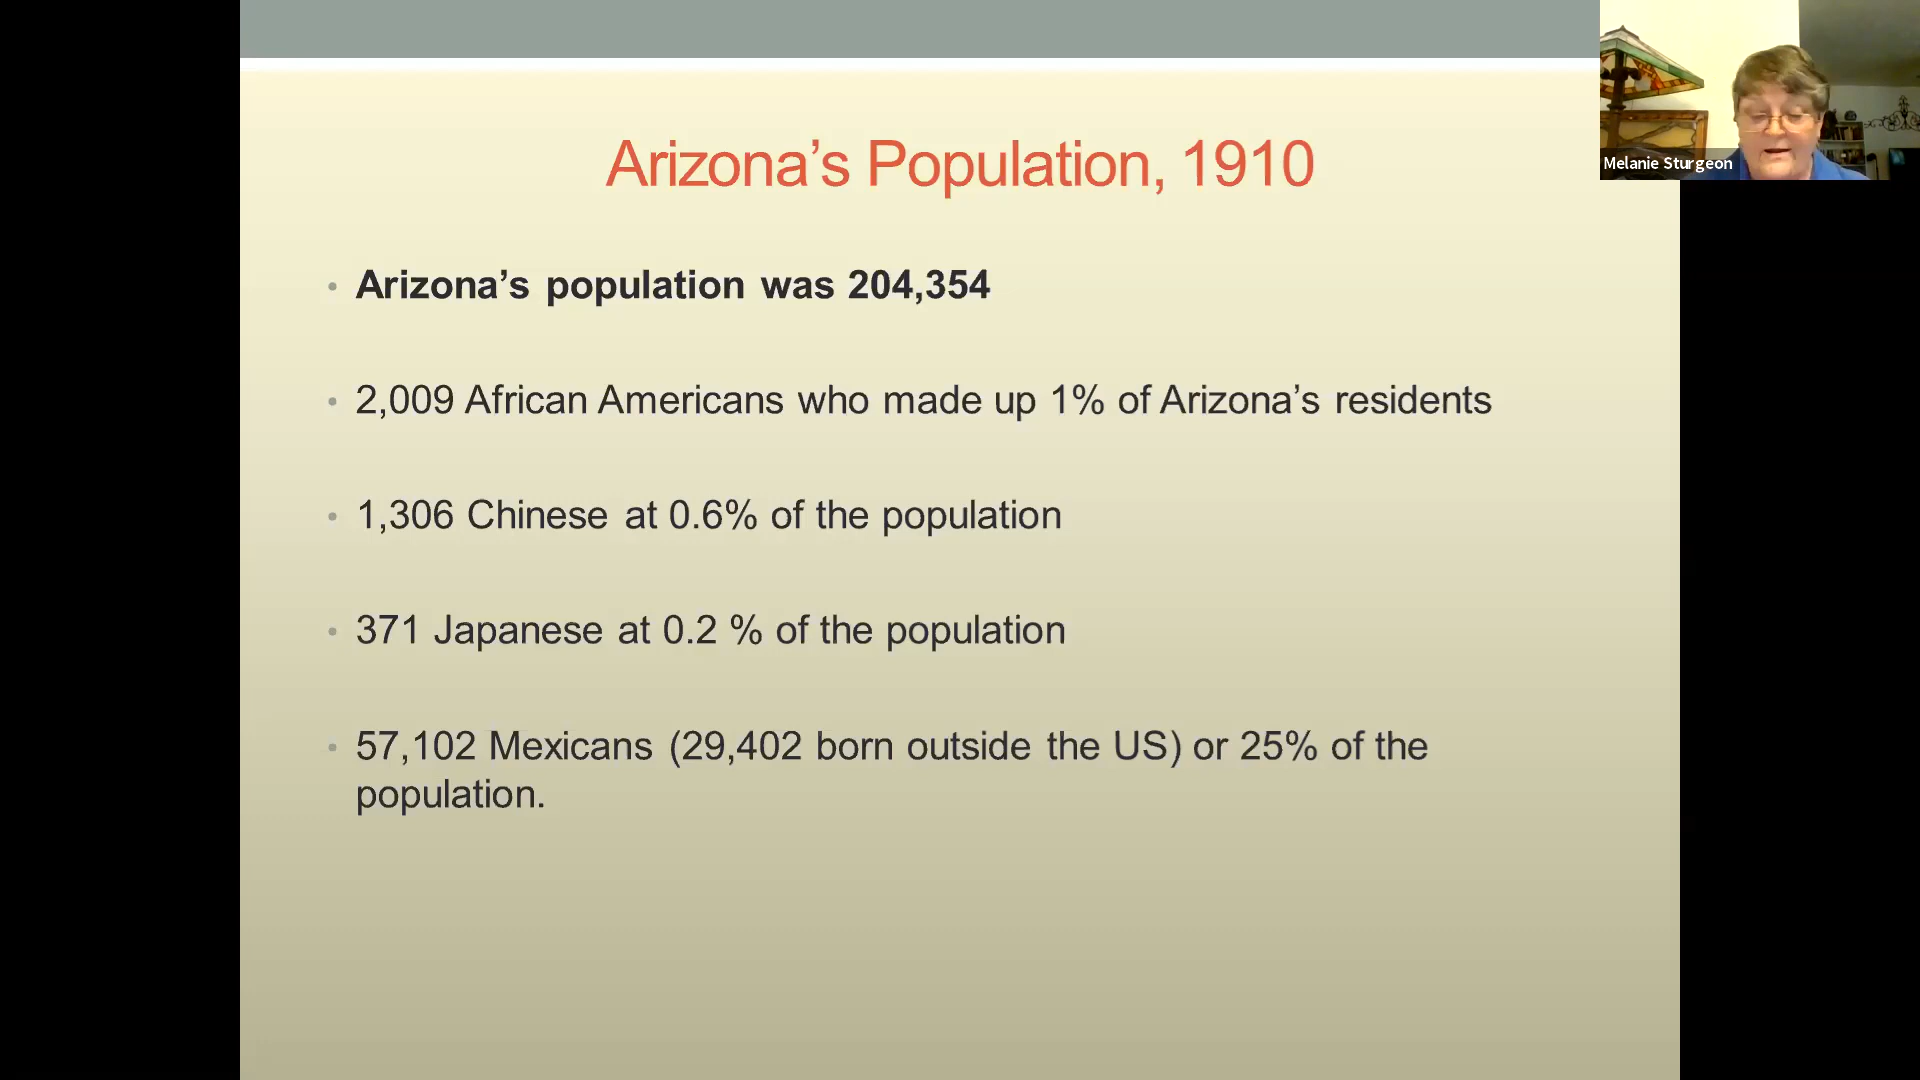 Arizona’s Population, 1910
• Arizona’s population was 204,354
• 2,009 African Americans who made up 1% of Arizona’s residents
• 1,306 Chinese at 0.6% of the population
• 371 Japanese at 0.2 % of the population
• 57,102 Mexicans (29,402 born outside the US) or 25% of the
population.
Melanie Sturgeon